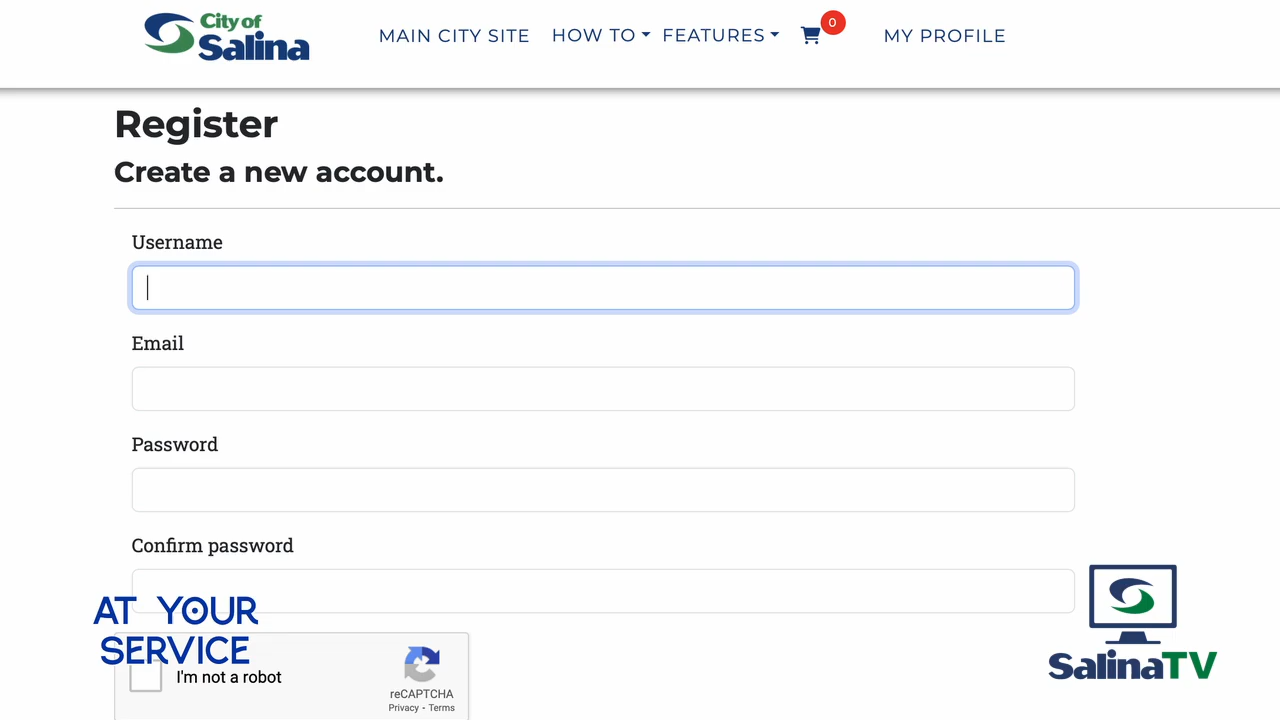 City of
Salina
MAIN CITY SITE HOW TO FEATURES 0 MY PROFILE
Register
Create a new account.
Username
Email
Password
Confirm password
AT YOUR
SERVICE
I'm not a robot
reCAPTCHA
Privacy - Terms
SalinaTV